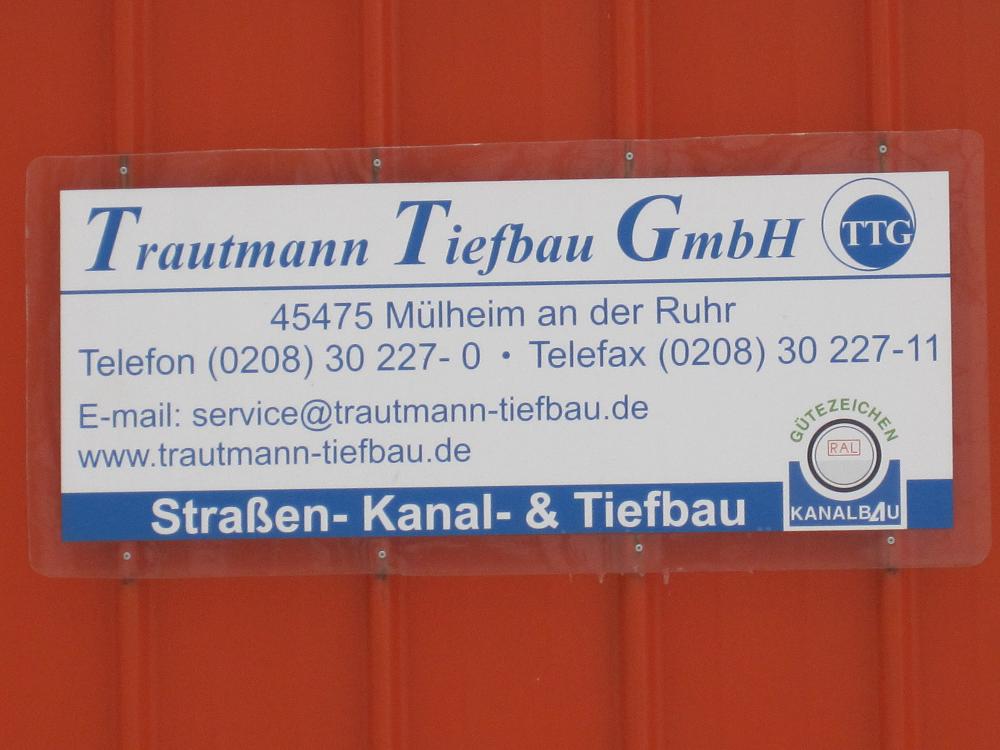 Trautmann Tiefbau GmbH
TTG
45475 Mülheim an der Ruhr
Telefon (0208) 30 227- 0 • Telefax (0208) 30 227-11
E-mail: service@trautmann-tiefbau.de
www.trautmann-tiefbau.de
GÜTEZEICHEN
RAL
KANALBAU
Straßen- Kanal- & Tiefbau